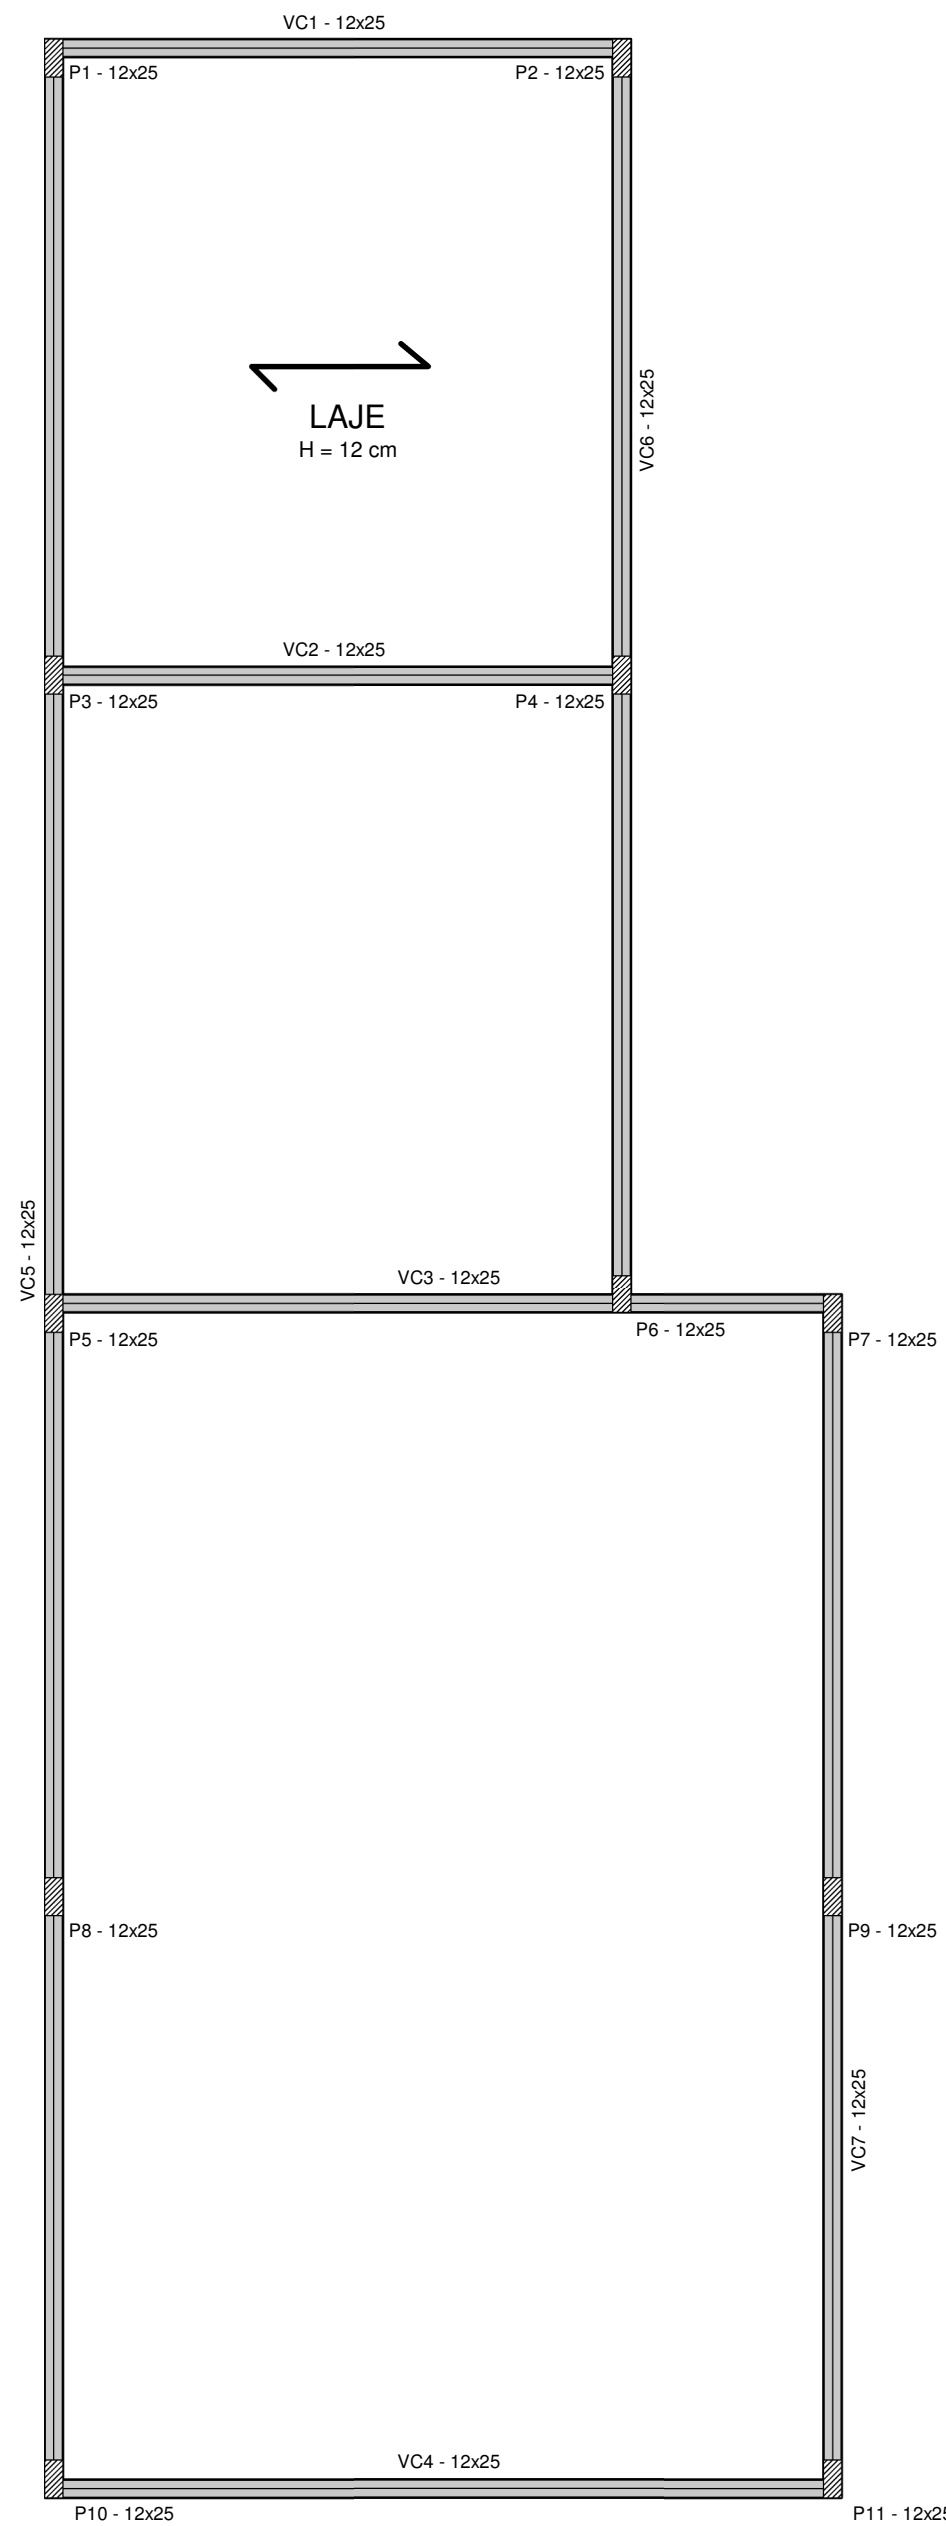 VC1 - 12x25
P1 - 12x25
P2 - 12x25
VC6 - 12x25
LAJE
H = 12 cm
VC2 - 12x25
P3 - 12x25
P4 - 12x25
VC5 - 12x25
VC3 - 12x25
P6 - 12x25
P5 - 12x25
P7 - 12x25
P8 - 12x25
P9 - 12x25
VC7 - 12x25
VC4 - 12x25
P10 - 12x25
P11 - 12x25